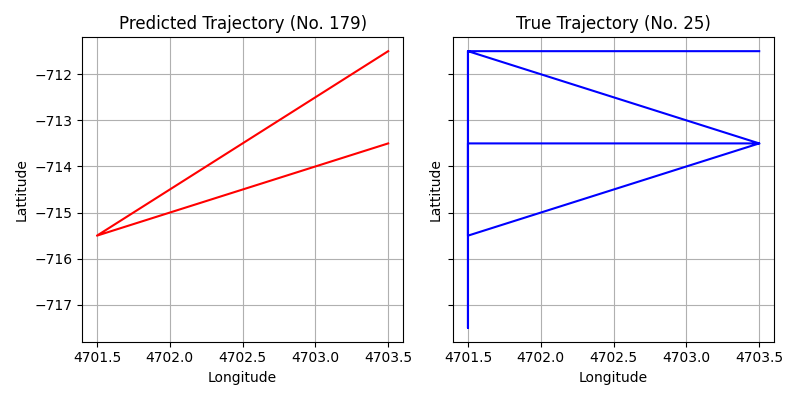 Predicted Trajectory (No. 179)
True Trajectory (No. 25)
Lattitude
−712
−713
−714
−715
−716
−717
4701.5 4702.0 4702.5 4703.0 4703.5
Longitude
Lattitude
4701.5 4702.0 4702.5 4703.0 4703.5
Longitude